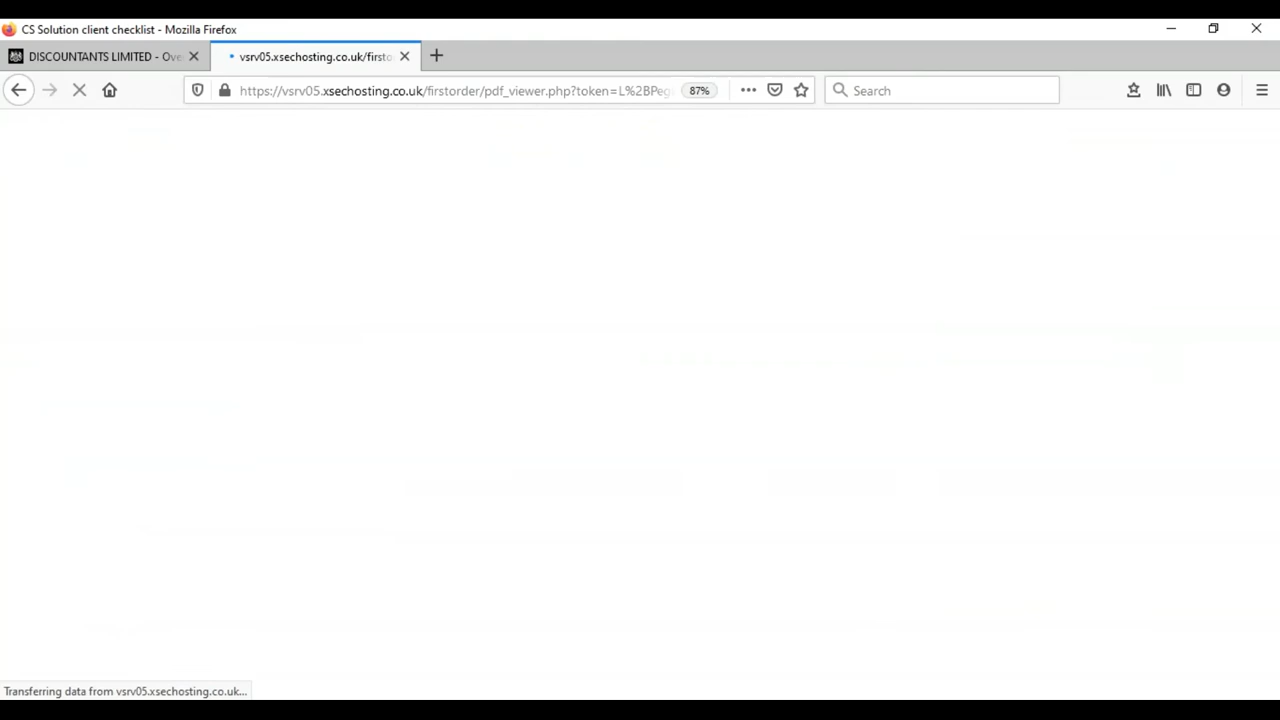 CS Solution client checklist - Mozilla Firefox
DISCOUNTANTS LIMITED - Ove
vsrv05.xsechosting.co.uk/firsto
https://vsrv05.xsechosting.co.uk/firstorder/pdf_viewer.php?token=L%2BPeg
87%
Search
Transferring data from vsrv05.xsechosting.co.uk...